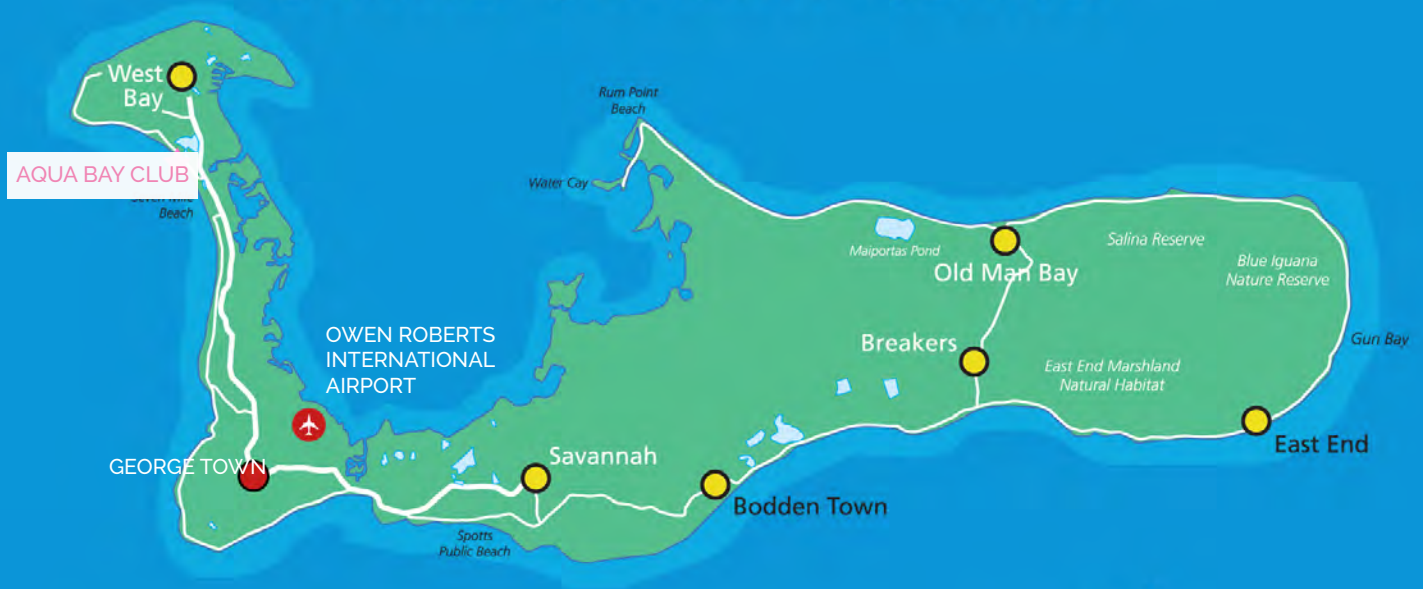 West
Bay
AQUA BAY CLUB
Beach
Rum Point
Beach
Water Cay
Maiportas Pond
Old Man Bay
Salina Reserve
Blue Iguana
Nature Reserve
OWEN ROBERTS
INTERNATIONAL
AIRPORT
Breakers
Gun Bay
East End Marshland
Natural Habitat
GEORGE TOWN
Savannah
East End
Bodden Town
Spotts
Public Beach